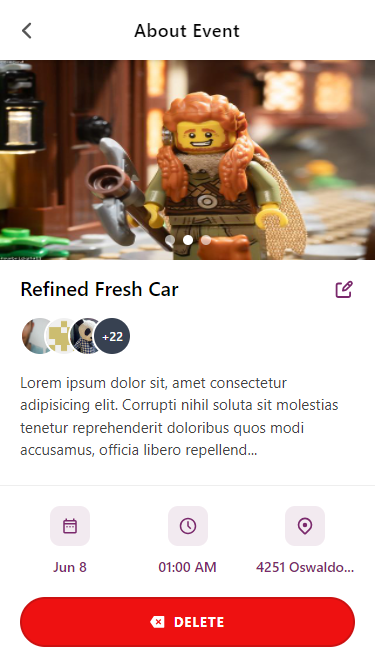 About Event
Refined Fresh Car
+22
Lorem ipsum dolor sit, amet consectetur
adipisicing elit. Corrupti nihil soluta sit molestias
tenetur reprehenderit doloribus quos modi
accusamus, officia libero repellend...
Jun 8
01:00 AM
4251 Oswaldo...
DELETE